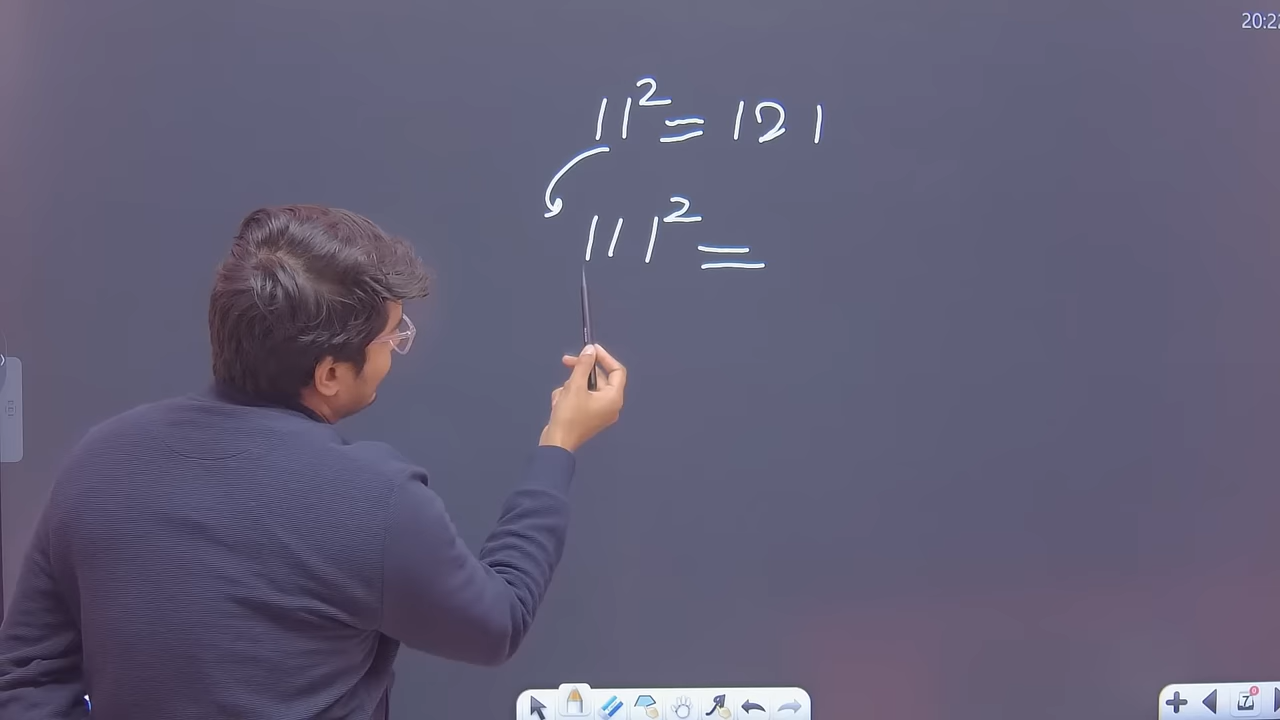 20:22
11² = 121
111² =